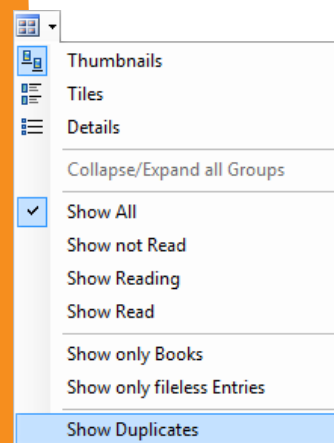 Thumbnails
Tiles
Details
Collapse/Expand all Groups
Show All
Show not Read
Show Reading
Show Read
Show only Books
Show only fileless Entries
Show Duplicates